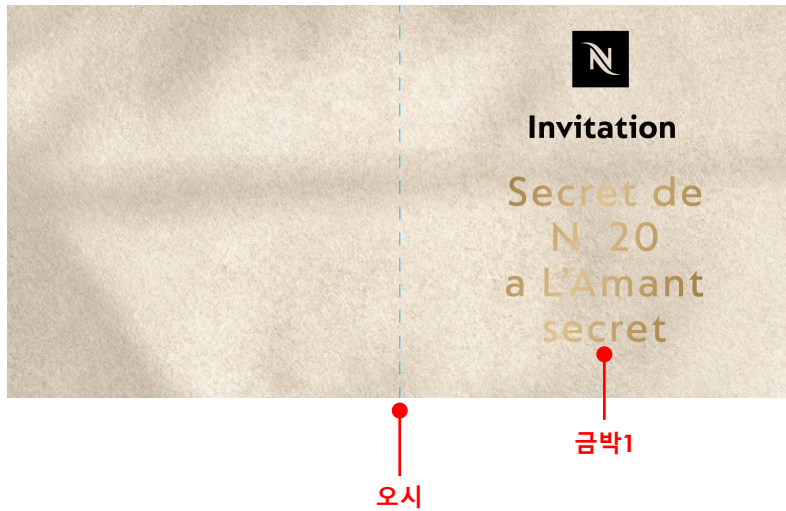 N
Invitation
Secret de
N 20
a L'Amant
secret
금박1
오시